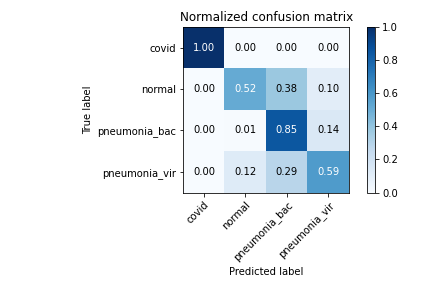 Normalized confusion matrix
True label
covid
normal
pneumonia_bac
pneumonia_vir
1.00 0.00 0.00 0.00
0.00 0.52 0.38 0.10
0.00 0.01 0.85 0.14
0.00 0.12 0.29 0.59
covid
normal
pneumonia_bac
pneumonia_vir
Predicted label
1.0
0.8
0.6
0.4
0.2
0.0